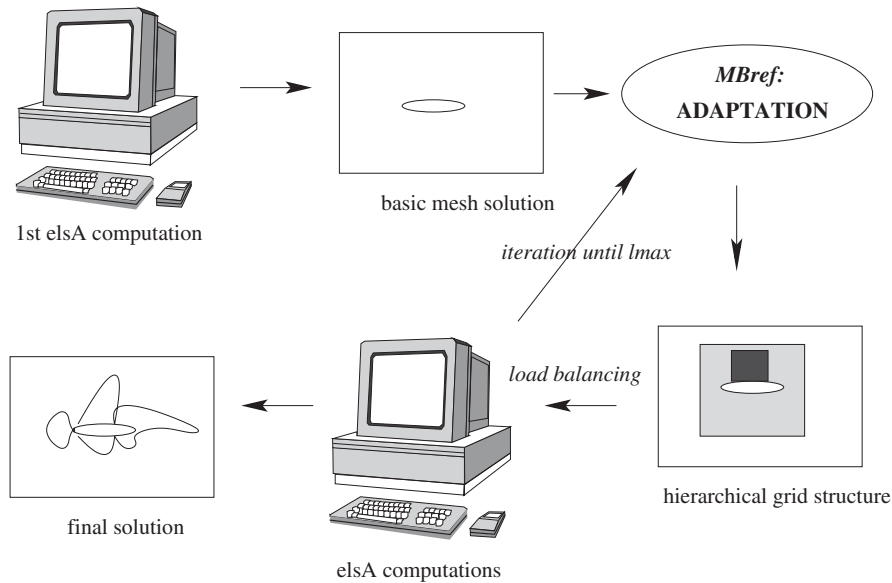 MBref:
ADAPTATION
basic mesh solution
1st elsA computation
iteration until lmax
load balancing
hierarchical grid structure
final solution
elsA computations